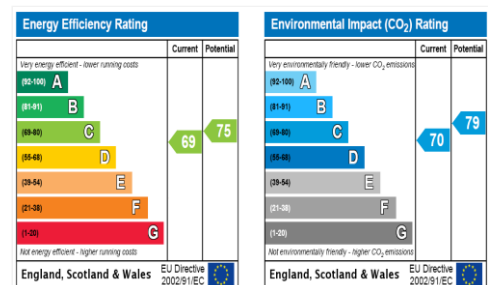 Energy Efficiency Rating
Current Potential
Very energy efficient - lower running costs
(92-100) A
(81-91) B
(69-80) C
(55-68) D
(39-54) E
(21-38) F
(1-20) G
69
75
Not energy efficient - higher running costs
England, Scotland & Wales
EU Directive
2002/91/EC
Environmental Impact (CO2) Rating
Current Potential
Very environmentally friendly - lower CO2 emissions
(92-100) A
(81-91) B
(69-80) C
(55-68) D
(39-54) E
(21-38) F
(1-20) G
70
79
Not environmentally friendly - higher CO2 emissions
England, Scotland & Wales
EU Directive
2002/91/EC